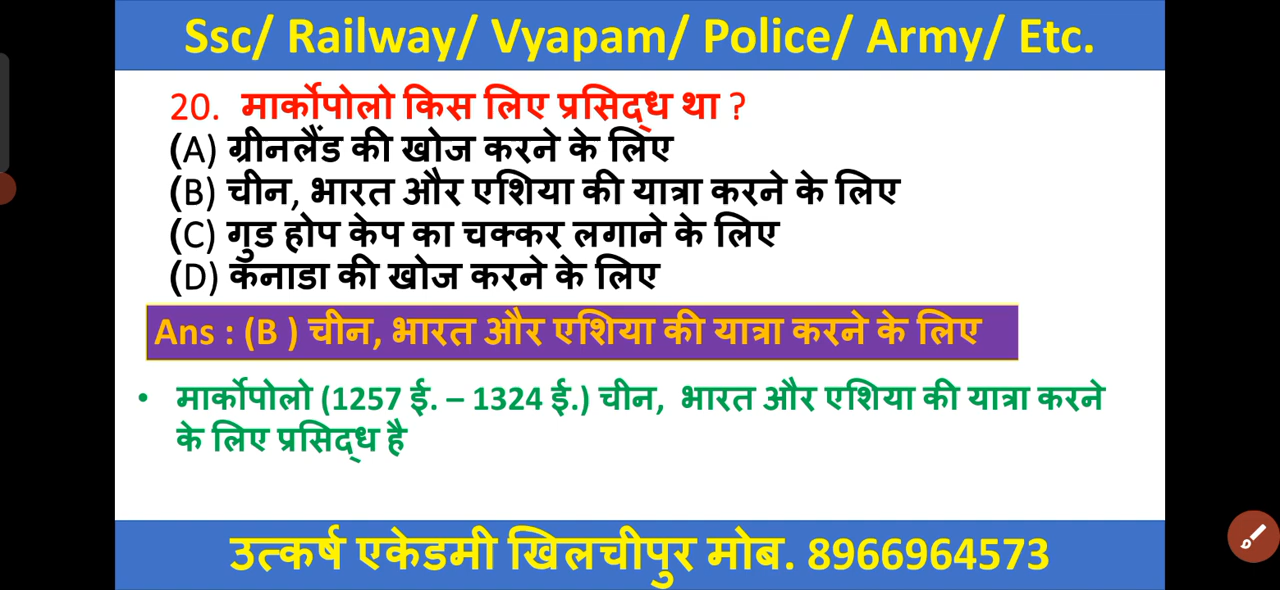 Ssc/ Railway/ Vyapam/ Police/ Army/ Etc.
20. मार्कोपोलो किस लिए प्रसिद्ध था ?
(A) ग्रीनलैंड की खोज करने के लिए
(B) चीन, भारत और एशिया की यात्रा करने के लिए
(C) गुड होप केप का चक्कर लगाने के लिए
(D) कनाडा की खोज करने के लिए
Ans : (B ) चीन, भारत और एशिया की यात्रा करने के लिए
• मार्कोपोलो (1257 ई. – 1324 ई.) चीन, भारत और एशिया की यात्रा करने
के लिए प्रसिद्ध है
उत्कर्ष एकेडमी खिलचीपुर मोब. 8966964573